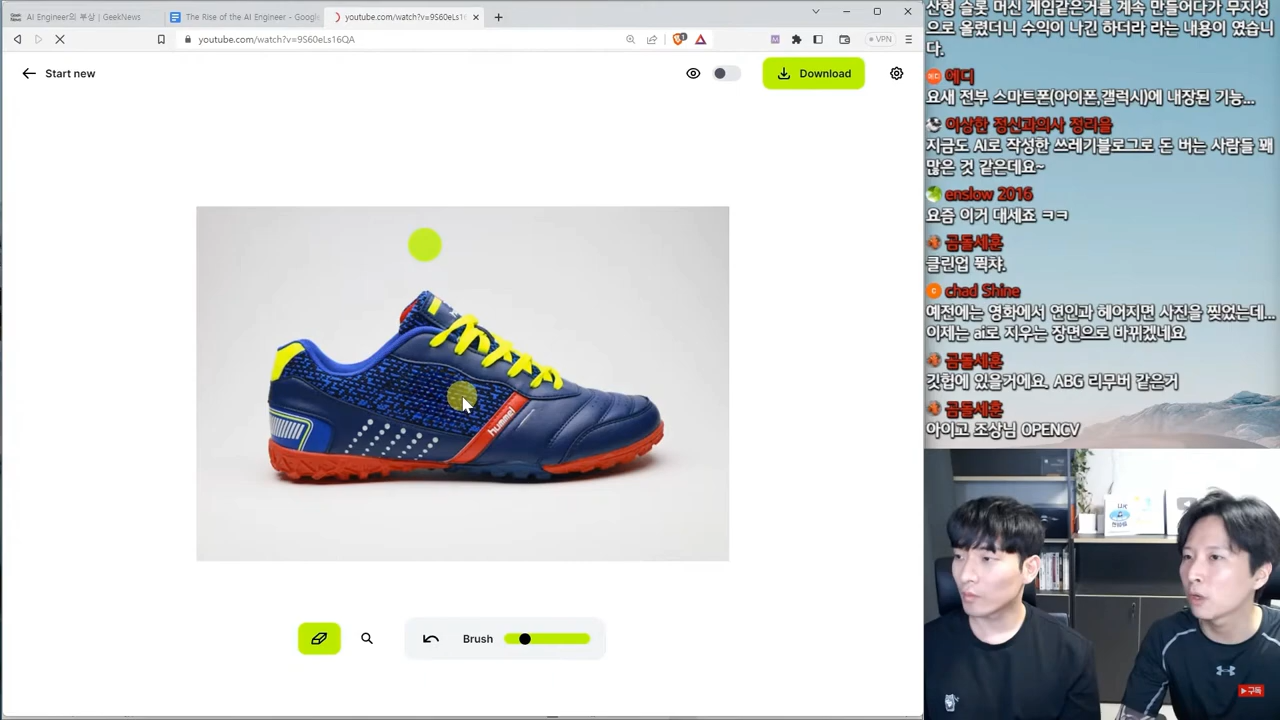 AI Engineer의 부상 | GeekNews
The Rise of the AI Engineer - Google
youtube.com/watch?v=9S60eLs16
youtube.com/watch?v=9S60eLs16QA
VPN
Start new
Download
hummel
Brush
산형 슬롯 머신 게임같은거를 계속 만들어다가 무지성
으로 올렸더니 수익이 나긴 하더라 라는 내용이 였습니
다.
에디
요새 전부 스마트폰(아이폰,갤럭시)에 내장된 기능...
이상한 정신과의사 정리을
지금도 AI로 작성한 쓰레기블로그로 돈 버는 사람들 꽤
많은 것 같은데요~
enslow 2016
요즘 이거 대세죠 ㅋㅋ
곰돌세훈
클린업 픽챠.
chad Shine
예전에는 영화에서 연인과 헤어지면 사진을 찢었는데...
이제는 ai로 지우는 장면으로 바뀌겠네요
곰돌세훈
깃헙에 있을거에요, ABG 리무버 같은거
곰돌세훈
아이고 조상님 OPENCV
구독